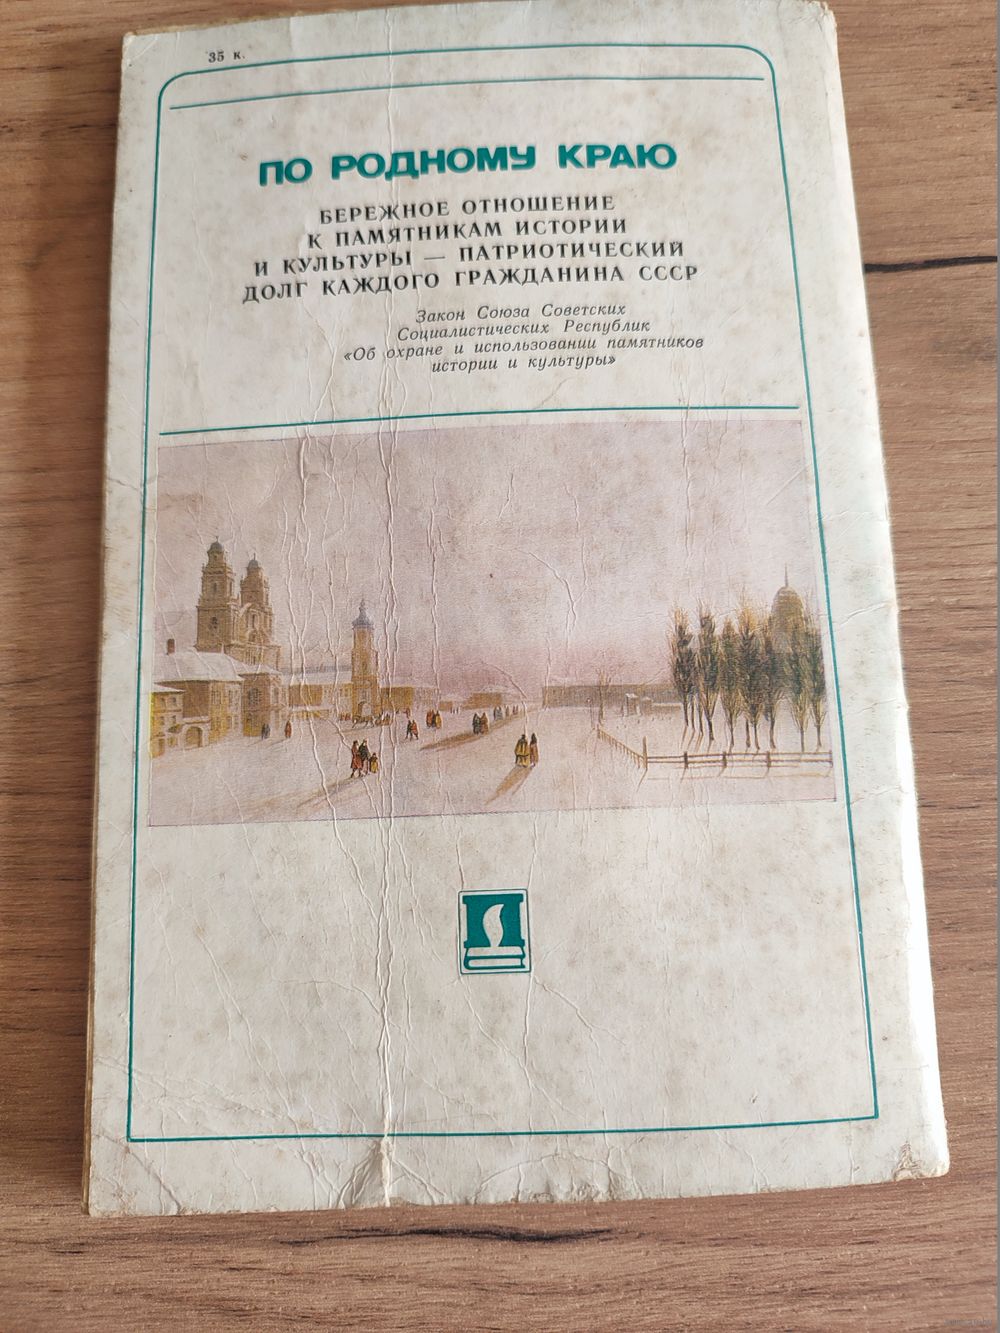 35 к.
ПО РОДНОМУ КРАЮ
БЕРЕЖНОЕ ОТНОШЕНИЕ
К ПАМЯТНИКАМ ИСТОРИИ
И КУЛЬТУРЫ — ПАТРИОТИЧЕСКИЙ
ДОЛГ КАЖДОГО ГРАЖДАНИНА СССР
Закон Союза Советских
Социалистических Республик
«Об охране и использовании памятников
истории и культуры»